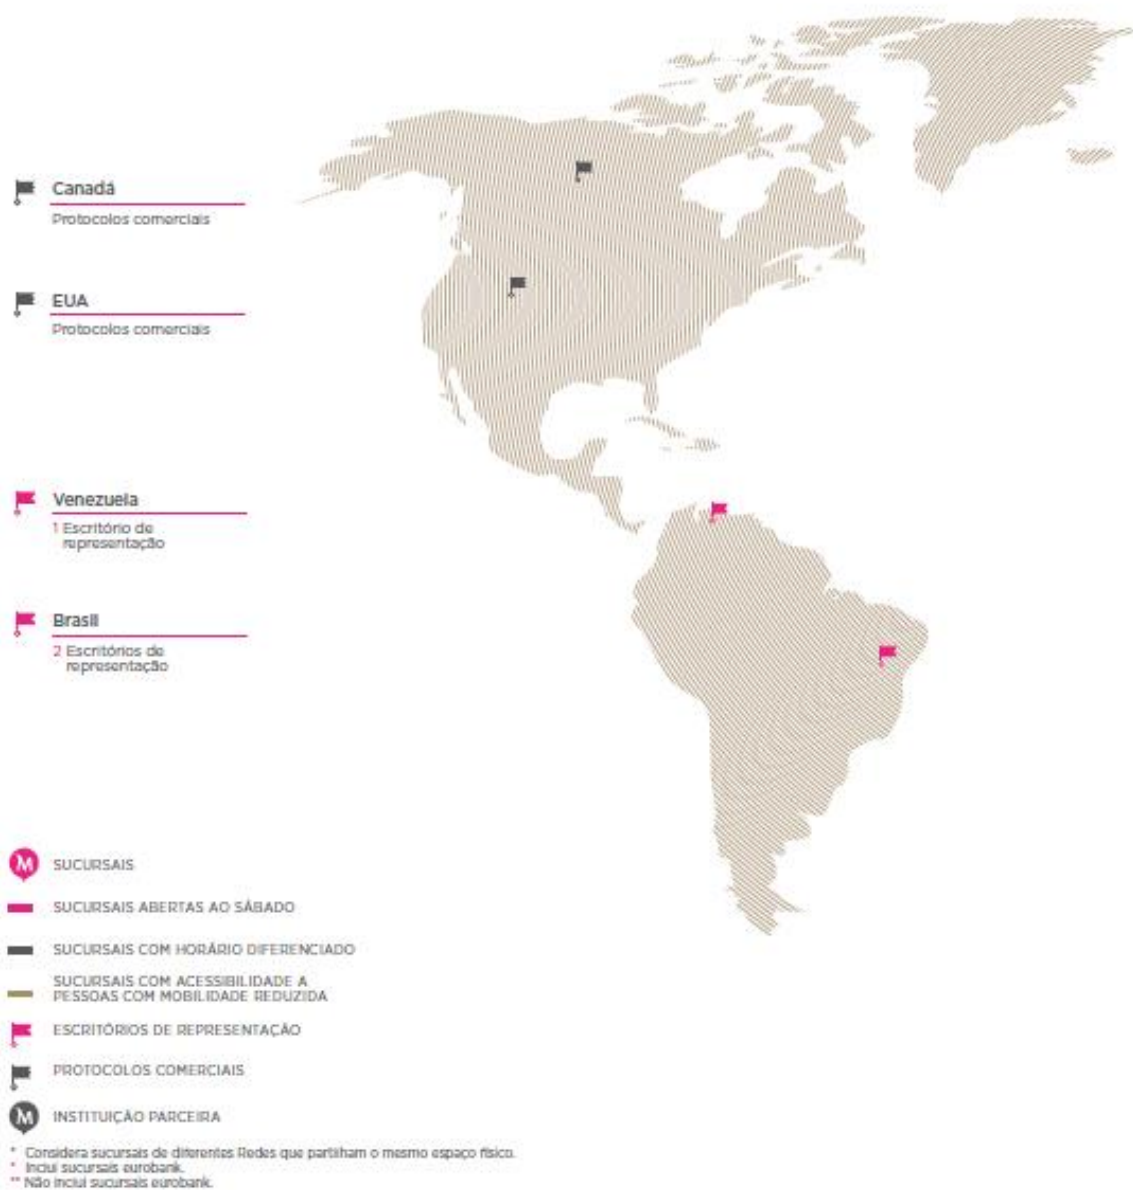 Canadá
Protocolos comerciais
EUA
Protocolos comerciais
Venezuela
1 Escritório de
representação
Brasil
2 Escritórios de
representação
M SUCURSAIS
SUCURSAIS ABERTAS AO SÁBADO
SUCURSAIS COM HORÁRIO DIFERENCIADO
SUCURSAIS COM ACESSIBILIDADE A
PESSOAS COM MOBILIDADE REDUZIDA
ESCRITÓRIOS DE REPRESENTAÇÃO
PROTOCOLOS COMERCIAIS
M INSTITUIÇÃO PARCEIRA
* Considera sucursais de diferentes Redes que partilham o mesmo espaço físico.
* Inclui sucursais eurobank.
** Não inclui sucursais eurobank.